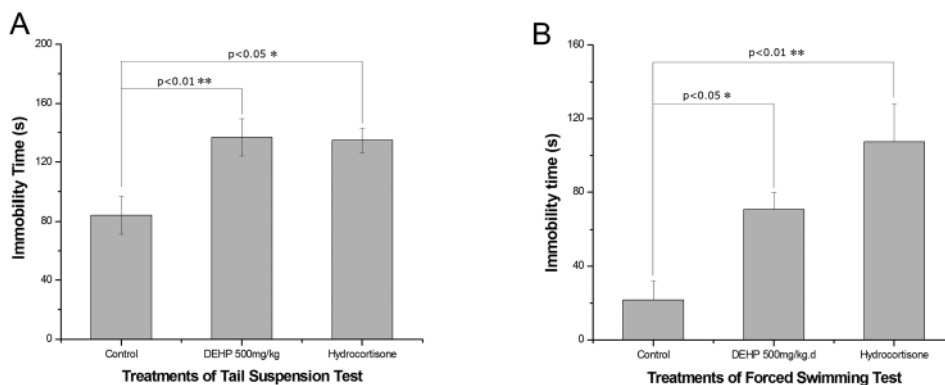 A
Immobility Time (s)
200
160
120
80
40
0
p<0.05 *
p<0.01 **
Control
DEHP 500mg/kg
Hydrocortisone
Treatments of Tail Suspension Test
B
Immobility time (s)
160
120
80
40
0
p<0.01 **
p<0.05 *
Control
DEHP 500mg/kg.d
Hydrocortisone
Treatments of Forced Swimming Test